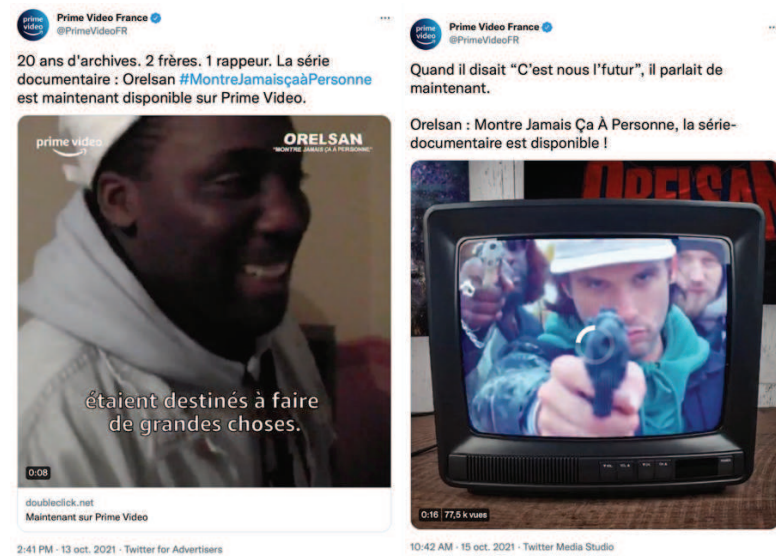 prime video
Prime Video France
@PrimeVideoFR
20 ans d'archives. 2 frères. 1 rappeur. La série
documentaire : Orelsan #MontreJamaisçaàPersonne
est maintenant disponible sur Prime Video.
prime video
ORELSAN
"MONTRE JAMAIS ÇA À PERSONNE"
étaient destinés à faire
de grandes choses.
0:08
doubleclick.net
Maintenant sur Prime Video
2:41 PM · 13 oct. 2021 · Twitter for Advertisers
prime video
Prime Video France
@PrimeVideoFR
Quand il disait “C’est nous l’futur”, il parlait de
maintenant.
Orelsan : Montre Jamais Ça À Personne, la série-
documentaire est disponible !
ORELSAN
0:16 77,5 k vues
10:42 AM · 15 oct. 2021 · Twitter Media Studio